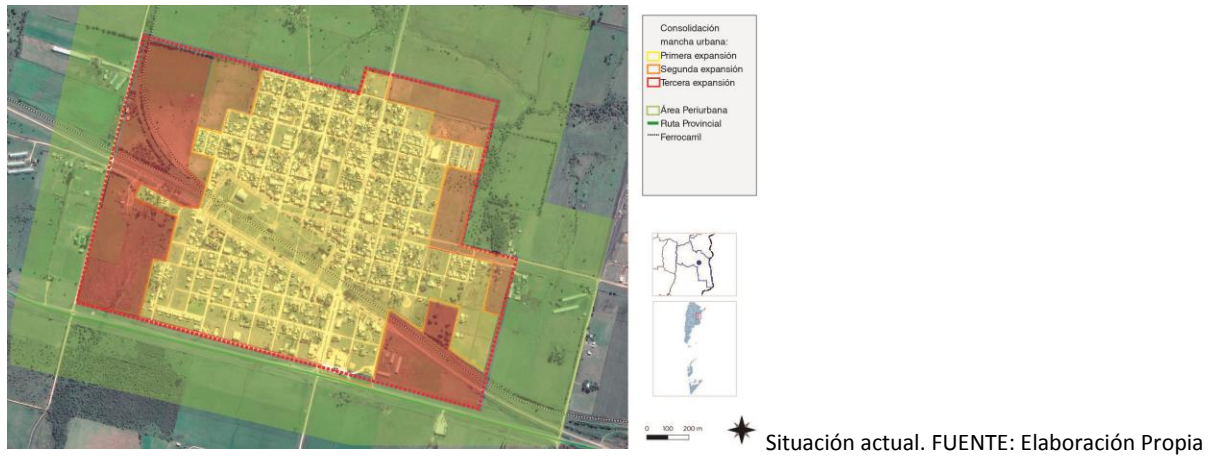 Consolidación
mancha urbana:
Primera expansión
Segunda expansión
Tercera expansión
Área Periurbana
Ruta Provincial
Ferrocarril
0 100 200 m
Situación actual. FUENTE: Elaboración Propia